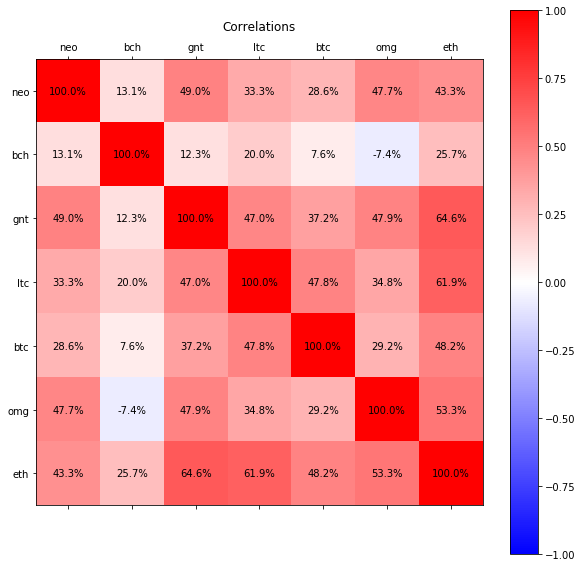 Correlations
neo bch gnt ltc btc omg eth
neo 100.0% 13.1% 49.0% 33.3% 28.6% 47.7% 43.3%
bch 13.1% 100.0% 12.3% 20.0% 7.6% -7.4% 25.7%
gnt 49.0% 12.3% 100.0% 47.0% 37.2% 47.9% 64.6%
ltc 33.3% 20.0% 47.0% 100.0% 47.8% 34.8% 61.9%
btc 28.6% 7.6% 37.2% 47.8% 100.0% 29.2% 48.2%
omg 47.7% -7.4% 47.9% 34.8% 29.2% 100.0% 53.3%
eth 43.3% 25.7% 64.6% 61.9% 48.2% 53.3% 100.0%
1.00
0.75
0.50
0.25
0.00
−0.25
−0.50
−0.75
−1.00